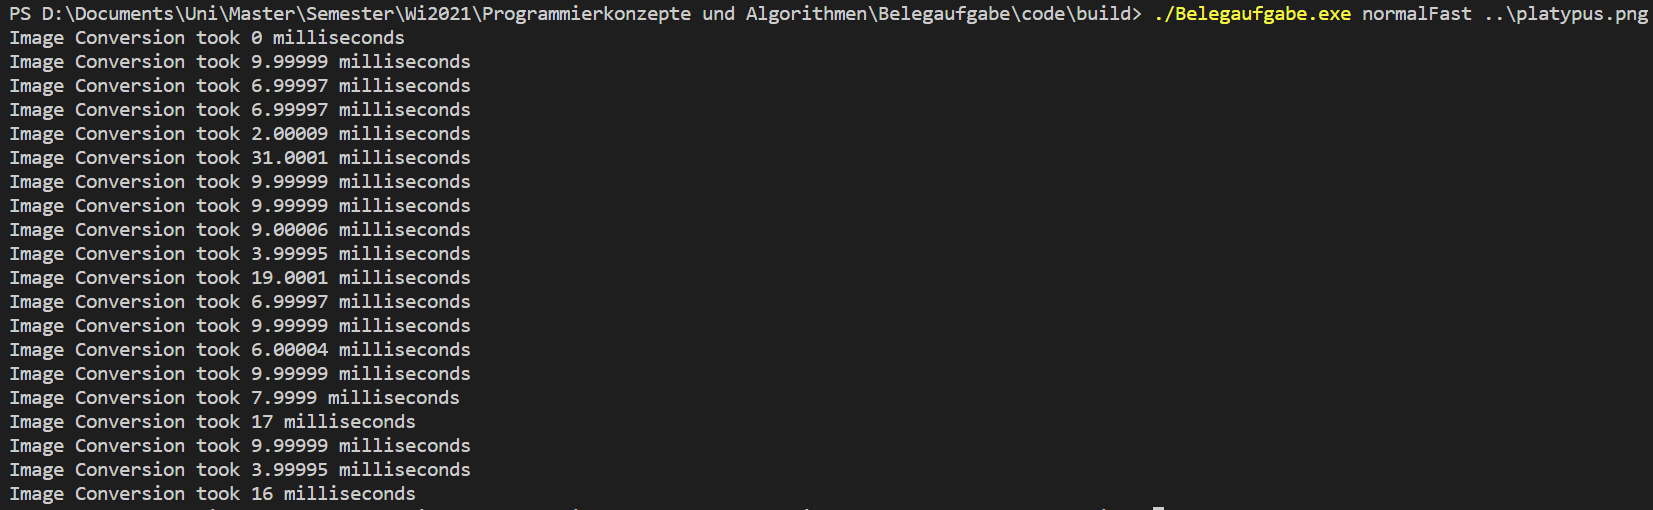 PS D:\Documents\Uni\Master\Semester\Wi2021\Programmierkonzepte und Algorithmen\Belegaufgabe\code\build> ./Belegaufgabe.exe normalFast ..\platypus.png
Image Conversion took 0 milliseconds
Image Conversion took 9.99999 milliseconds
Image Conversion took 6.99997 milliseconds
Image Conversion took 6.99997 milliseconds
Image Conversion took 2.00009 milliseconds
Image Conversion took 31.0001 milliseconds
Image Conversion took 9.99999 milliseconds
Image Conversion took 9.99999 milliseconds
Image Conversion took 9.00006 milliseconds
Image Conversion took 3.99995 milliseconds
Image Conversion took 19.0001 milliseconds
Image Conversion took 6.99997 milliseconds
Image Conversion took 9.99999 milliseconds
Image Conversion took 6.00004 milliseconds
Image Conversion took 9.99999 milliseconds
Image Conversion took 7.9999 milliseconds
Image Conversion took 17 milliseconds
Image Conversion took 9.99999 milliseconds
Image Conversion took 3.99995 milliseconds
Image Conversion took 16 milliseconds